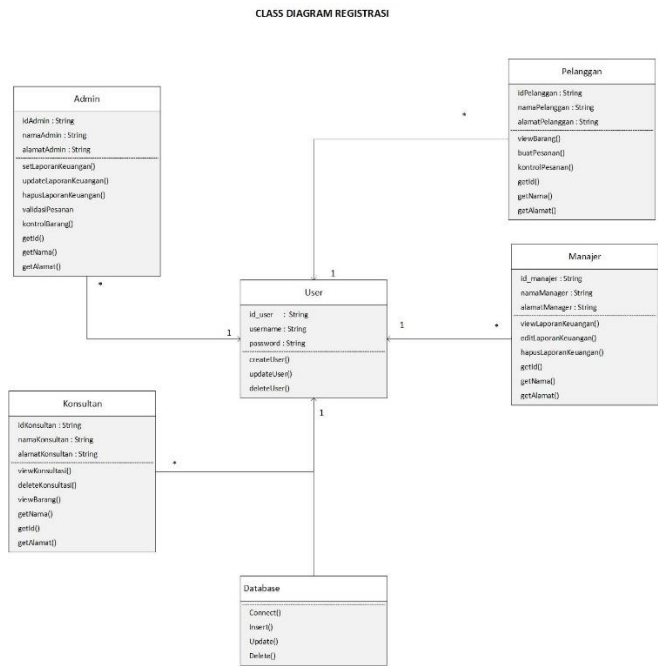 CLASS DIAGRAM REGISTRASI
Admin
idAdmin : String
namaAdmin : String
alamatAdmin : String
setLaporanKeuangan()
updateLaporanKeuangan()
hapusLaporanKeuangan()
validasiPesanan
kontrolBarang()
getId()
getNama()
getAlamat()
*
1
Pelanggan
idPelanggan : String
namaPelanggan : String
alamatPelanggan : String
viewBarang()
buatPesanan()
kontrolPesanan()
getId()
getNama()
getAlamat()
*
1
User
id_user : String
username : String
password : String
createUser()
updateUser()
deleteUser()
Manajer
id_manajer : String
namaManager : String
alamatManager : String
viewLaporanKeuangan()
editLaporanKeuangan()
hapusLaporanKeuangan()
getId()
getNama()
getAlamat()
1
*
Konsultan
idKonsultan : String
namaKonsultan : String
alamatKonsultan : String
viewKonsultasi()
deleteKonsultasi()
viewBarang()
getNama()
getId()
getAlamat()
*
1
Database
Connect()
Insert()
Update()
Delete()